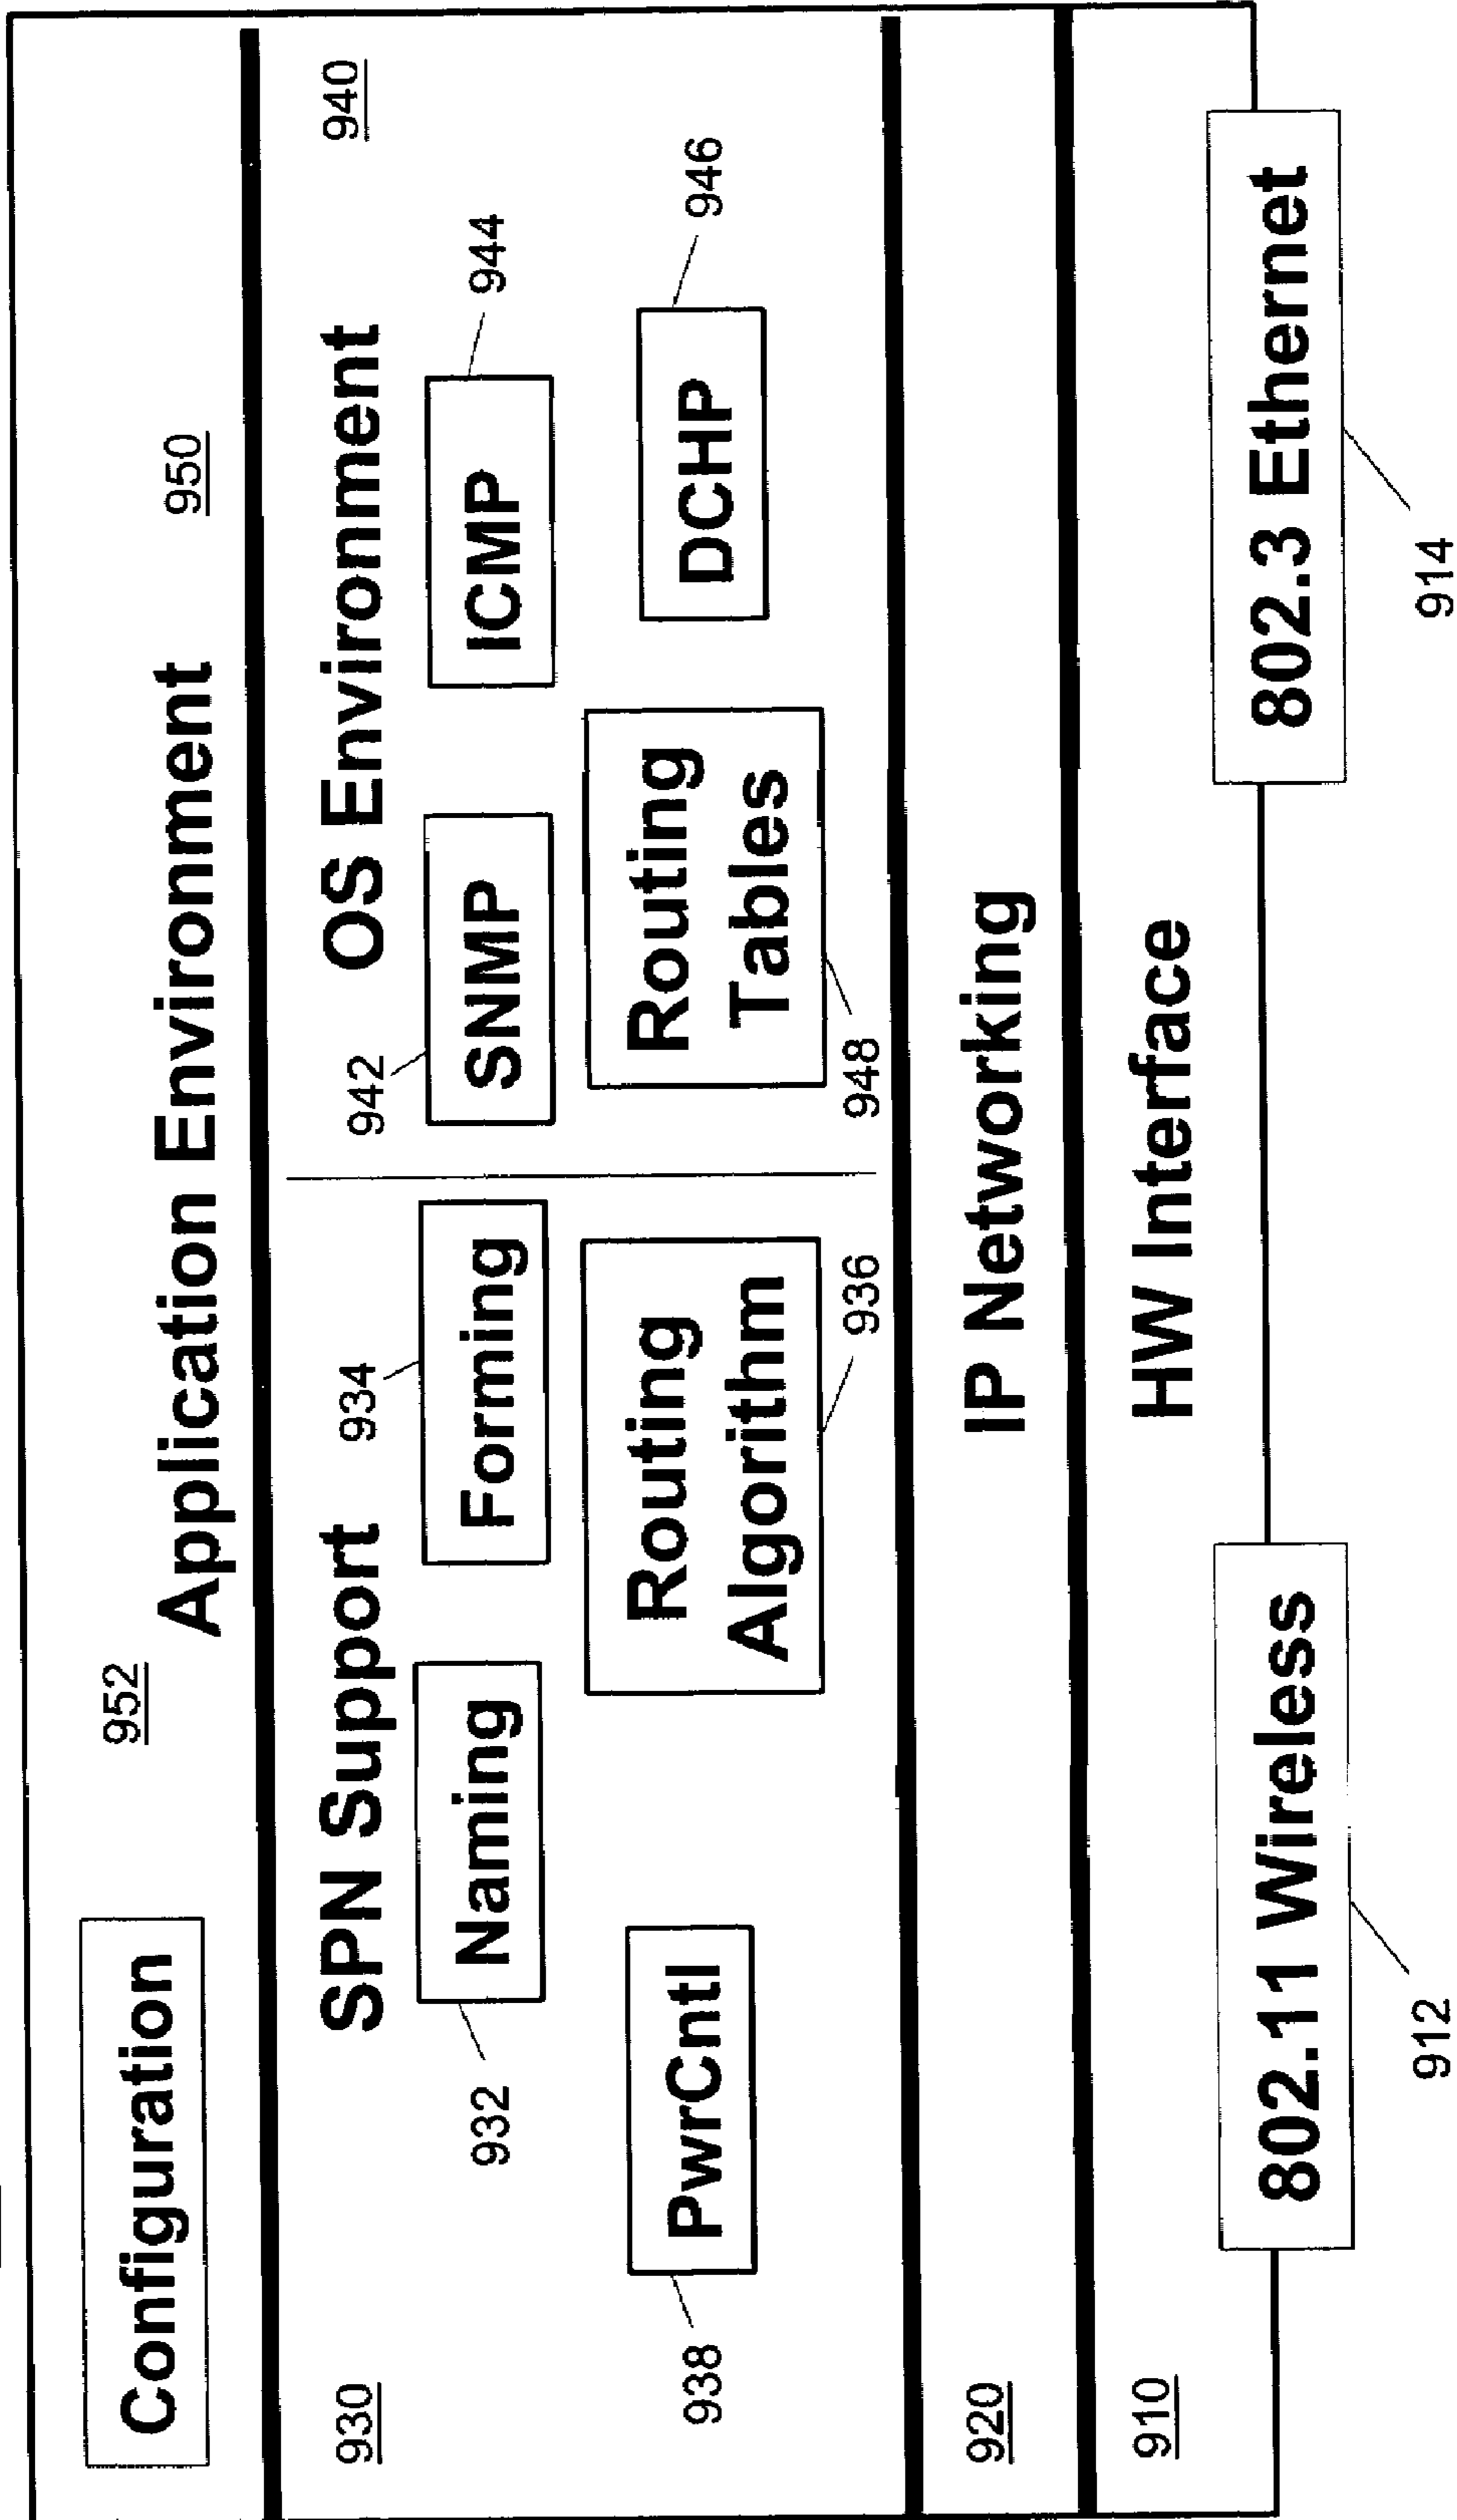 Configuration
952
Application Environment
950
930
SPN Support
OS Environment
940
932
Naming
934
Forming
942
SNMP
ICMP
944
938
PwrCntl
Routing
Algorithm
936
Routing
Tables
948
DCHP
946
920
IP Networking
910
HW Interface
802.11 Wireless
802.3 Ethernet
912
914